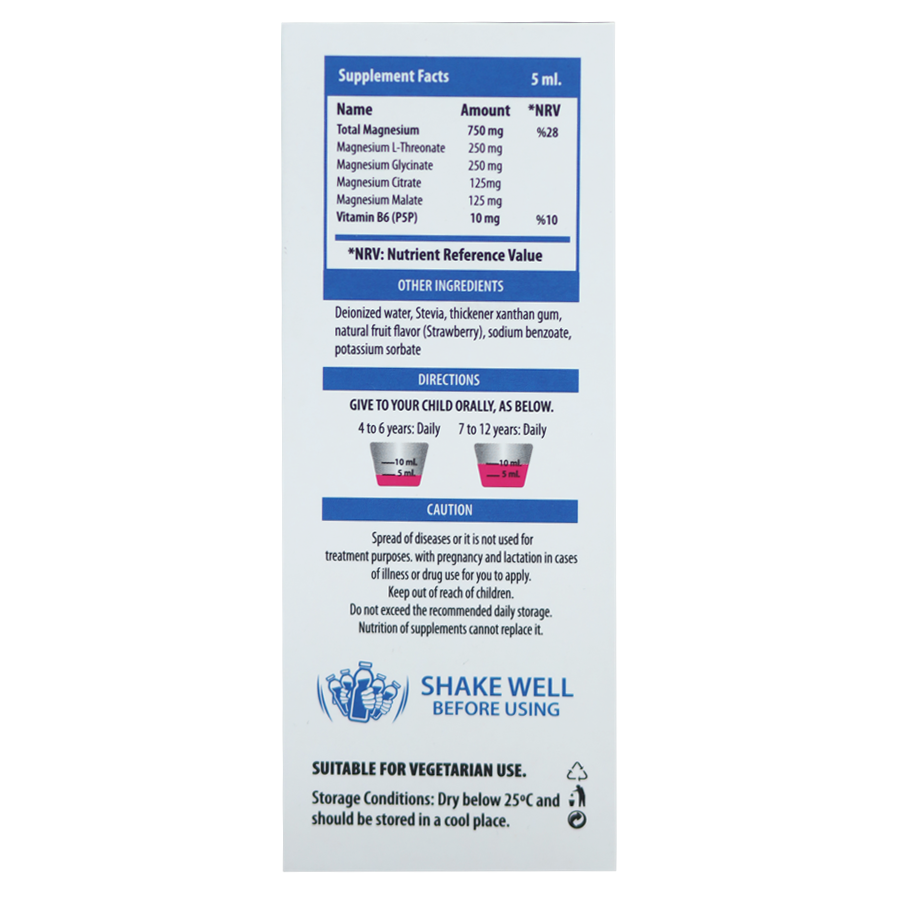 Supplement Facts 5 ml.
Name Amount *NRV
Total Magnesium 750 mg %28
Magnesium L-Threonate 250 mg
Magnesium Glycinate 250 mg
Magnesium Citrate 125mg
Magnesium Malate 125 mg
Vitamin B6 (P5P) 10 mg %10
*NRV: Nutrient Reference Value
OTHER INGREDIENTS
Deionized water, Stevia, thickener xanthan gum,
natural fruit flavor (Strawberry), sodium benzoate,
potassium sorbate
DIRECTIONS
GIVE TO YOUR CHILD ORALLY, AS BELOW.
4 to 6 years: Daily 7 to 12 years: Daily
10 ml. 10 ml.
5 ml. 5 ml.
CAUTION
Spread of diseases or it is not used for
treatment purposes. with pregnancy and lactation in cases
of illness or drug use for you to apply.
Keep out of reach of children.
Do not exceed the recommended daily storage.
Nutrition of supplements cannot replace it.
SHAKE WELL
BEFORE USING
SUITABLE FOR VEGETARIAN USE.
Storage Conditions: Dry below 25ºC and
should be stored in a cool place.